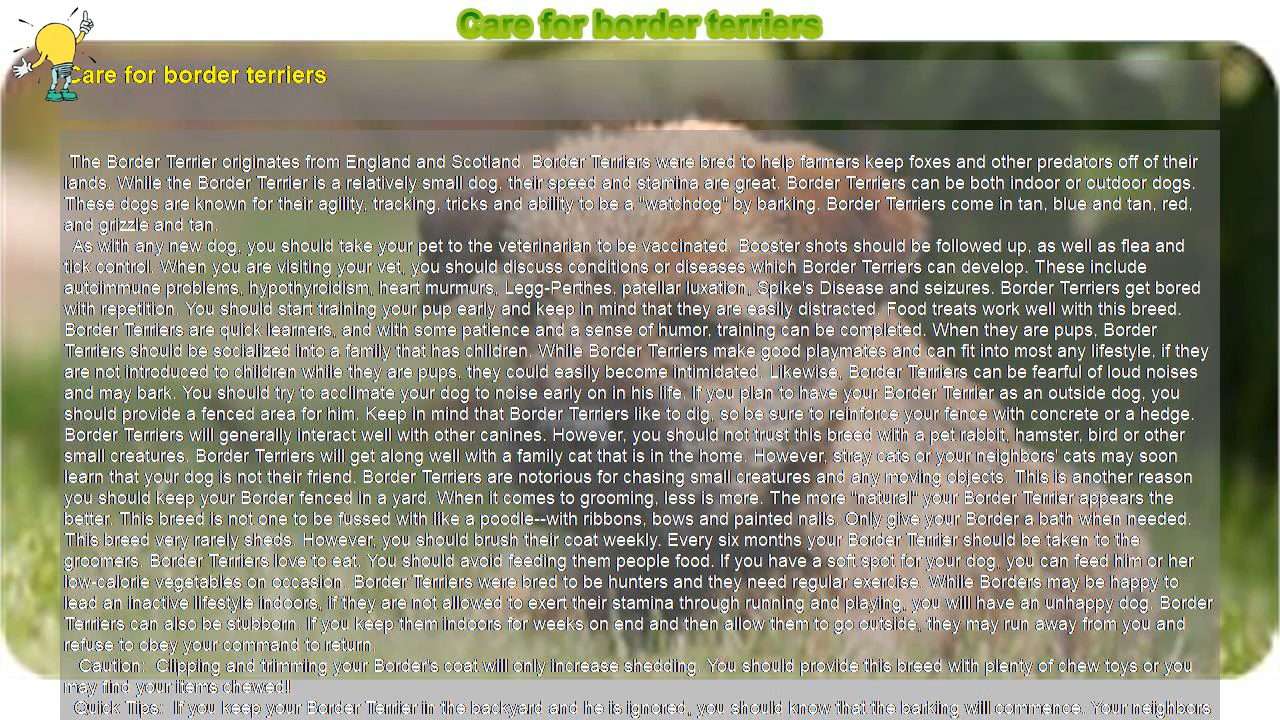 Care for border terriers
Care for border terriers
The Border Terrier originates from England and Scotland. Border Terriers were bred to help farmers keep foxes and other predators off of their
lands. While the Border Terrier is a relatively small dog, their speed and stamina are great. Border Terriers can be both indoor or outdoor dogs.
These dogs are known for their agility, tracking, tricks and ability to be a "watchdog" by barking. Border Terriers come in tan, blue and tan, red,
and grizzle and tan.
As with any new dog, you should take your pet to the veterinarian to be vaccinated. Booster shots should be followed up, as well as flea and
tick control. When you are visiting your vet, you should discuss conditions or diseases which Border Terriers can develop. These include
autoimmune problems, hypothyroidism, heart murmurs, Legg-Perthes, patellar luxation, Spike's Disease and seizures. Border Terriers get bored
with repetition. You should start training your pup early and keep in mind that they are easily distracted. Food treats work well with this breed.
Border Terriers are quick learners, and with some patience and a sense of humor, training can be completed. When they are pups, Border
Terriers should be socialized into a family that has children. While Border Terriers make good playmates and can fit into most any lifestyle, if they
are not introduced to children while they are pups, they could easily become intimidated. Likewise, Border Terriers can be fearful of loud noises
and may bark. You should try to acclimate your dog to noise early on in his life. If you plan to have your Border Terrier as an outside dog, you
should provide a fenced area for him. Keep in mind that Border Terriers like to dig, so be sure to reinforce your fence with concrete or a hedge.
Border Terriers will generally interact well with other canines. However, you should not trust this breed with a pet rabbit, hamster, bird or other
small creatures. Border Terriers will get along well with a family cat that is in the home. However, stray cats or your neighbors' cats may soon
learn that your dog is not their friend. Border Terriers are notorious for chasing small creatures and any moving objects. This is another reason
you should keep your Border fenced in a yard. When it comes to grooming, less is more. The more "natural" your Border Terrier appears the
better. This breed is not one to be fussed with like a poodle--with ribbons, bows and painted nails. Only give your Border a bath when needed.
This breed very rarely sheds. However, you should brush their coat weekly. Every six months your Border Terrier should be taken to the
groomers. Border Terriers love to eat. You should avoid feeding them people food. If you have a soft spot for your dog, you can feed him or her
low-calorie vegetables on occasion. Border Terriers were bred to be hunters and they need regular exercise. While Borders may be happy to
lead an inactive lifestyle indoors, if they are not allowed to exert their stamina through running and playing, you will have an unhappy dog. Border
Terriers can also be stubborn. If you keep them indoors for weeks on end and then allow them to go outside, they may run away from you and
refuse to obey your command to return.
Caution: Clipping and trimming your Border's coat will only increase shedding. You should provide this breed with plenty of chew toys or you
may find your items chewed!
Quick Tips: If you keep your Border Terrier in the backyard and he is ignored, you should know that the barking will commence. Your neighbors